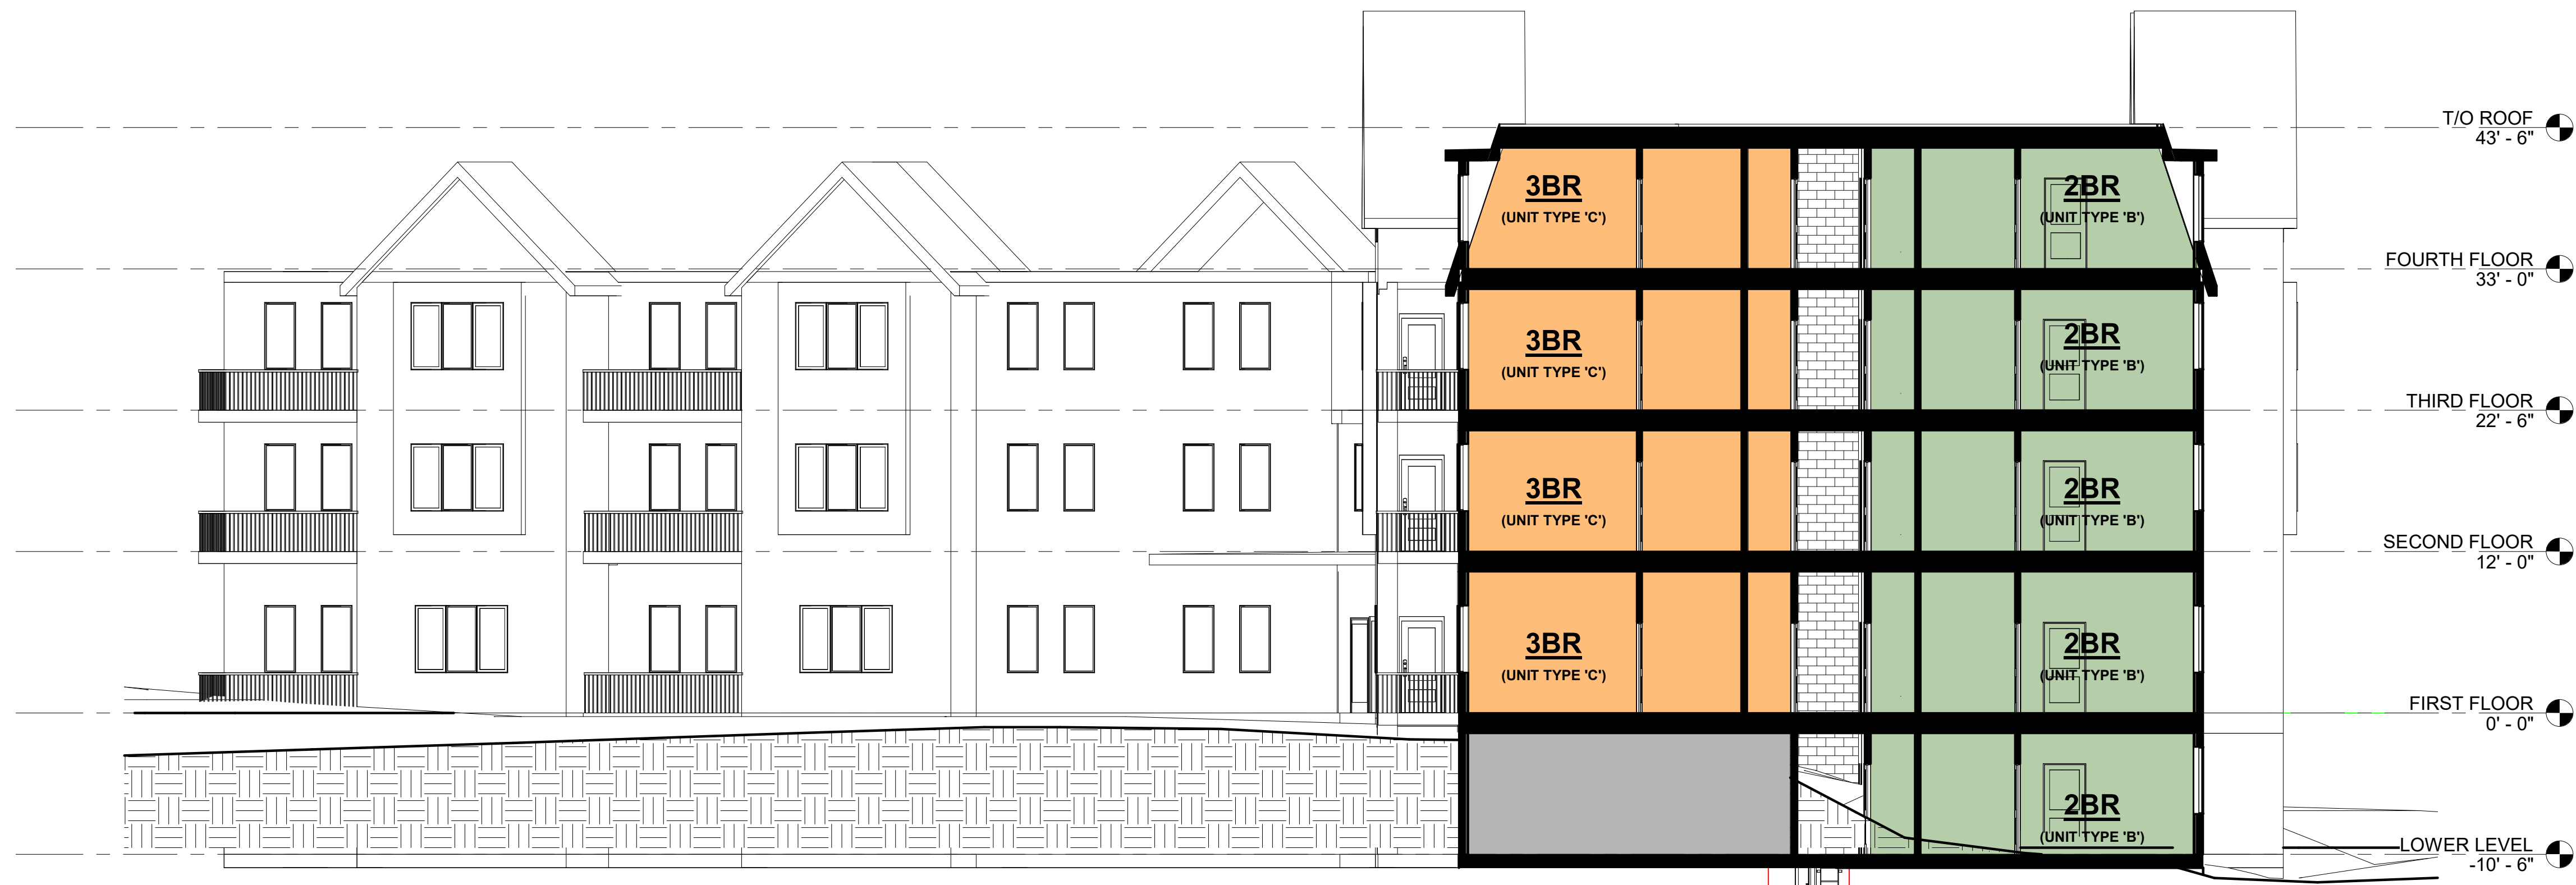 T/O ROOF
43' - 6"
3BR
(UNIT TYPE 'C')
2BR
(UNIT TYPE 'B')
FOURTH FLOOR
33' - 0"
3BR
(UNIT TYPE 'C')
2BR
(UNIT TYPE 'B')
THIRD FLOOR
22' - 6"
3BR
(UNIT TYPE 'C')
2BR
(UNIT TYPE 'B')
SECOND FLOOR
12' - 0"
3BR
(UNIT TYPE 'C')
2BR
(UNIT TYPE 'B')
FIRST FLOOR
0' - 0"
2BR
(UNIT TYPE 'B')
LOWER LEVEL
-10' - 6"